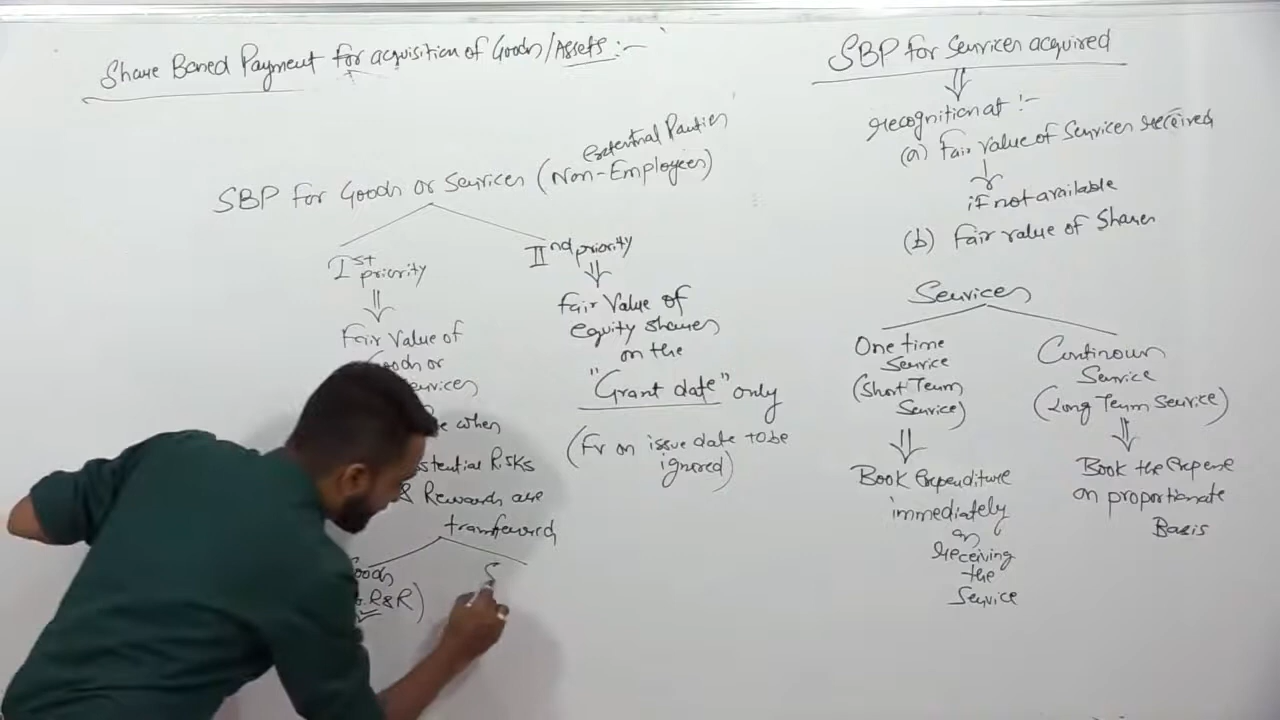 Share Based Payment for acquisition of Goods/Assets :-
External Parties
SBP for Goods or Services (Non-Employees)
Ist priority
Fair Value of
Goods or
Services
when
Risks
& Rewards are
transferred
Goods
R&R)
S
IInd priority
Fair Value of
equity shares
on the
"Grant date" only
(FV on issue date to be
ignored)
SBP for Services acquired
recognition at :-
(a) Fair value of Services received
if not available
(b) Fair value of Shares
Services
One time
Service
(Short Term
Service)
Book Expenditure
immediately
on
receiving
the
Service
Continous
Service
(Long Term Service)
Book the Expense
on proportionate
Basis